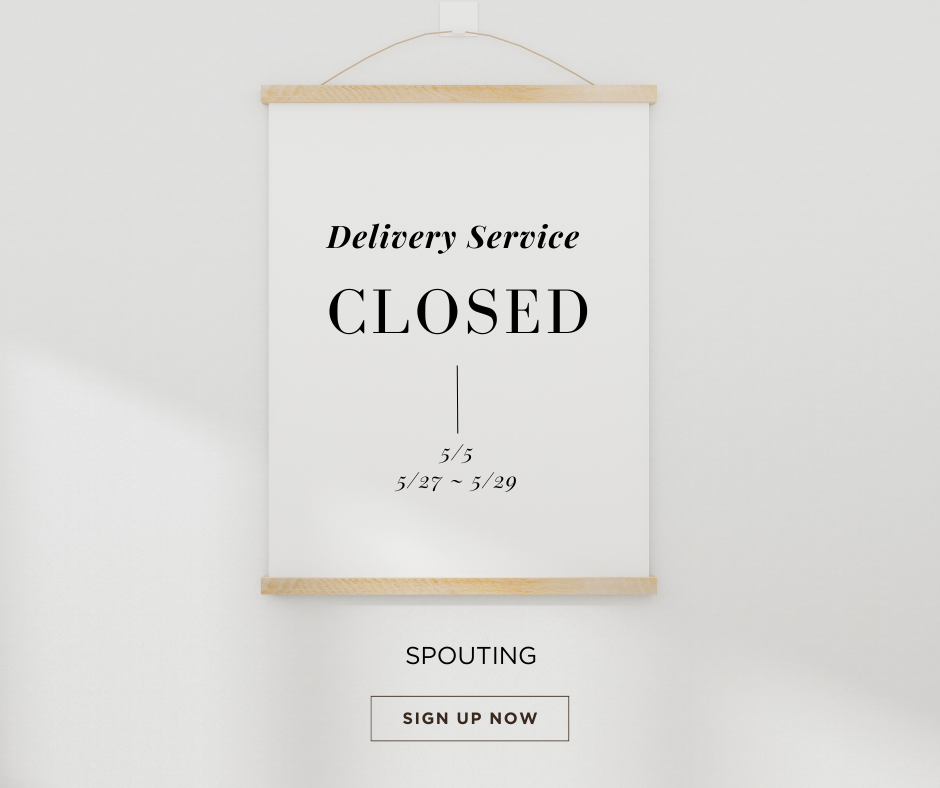 Delivery Service
CLOSED
5/5
5/27 ~ 5/29
SPOUTING
SIGN UP NOW